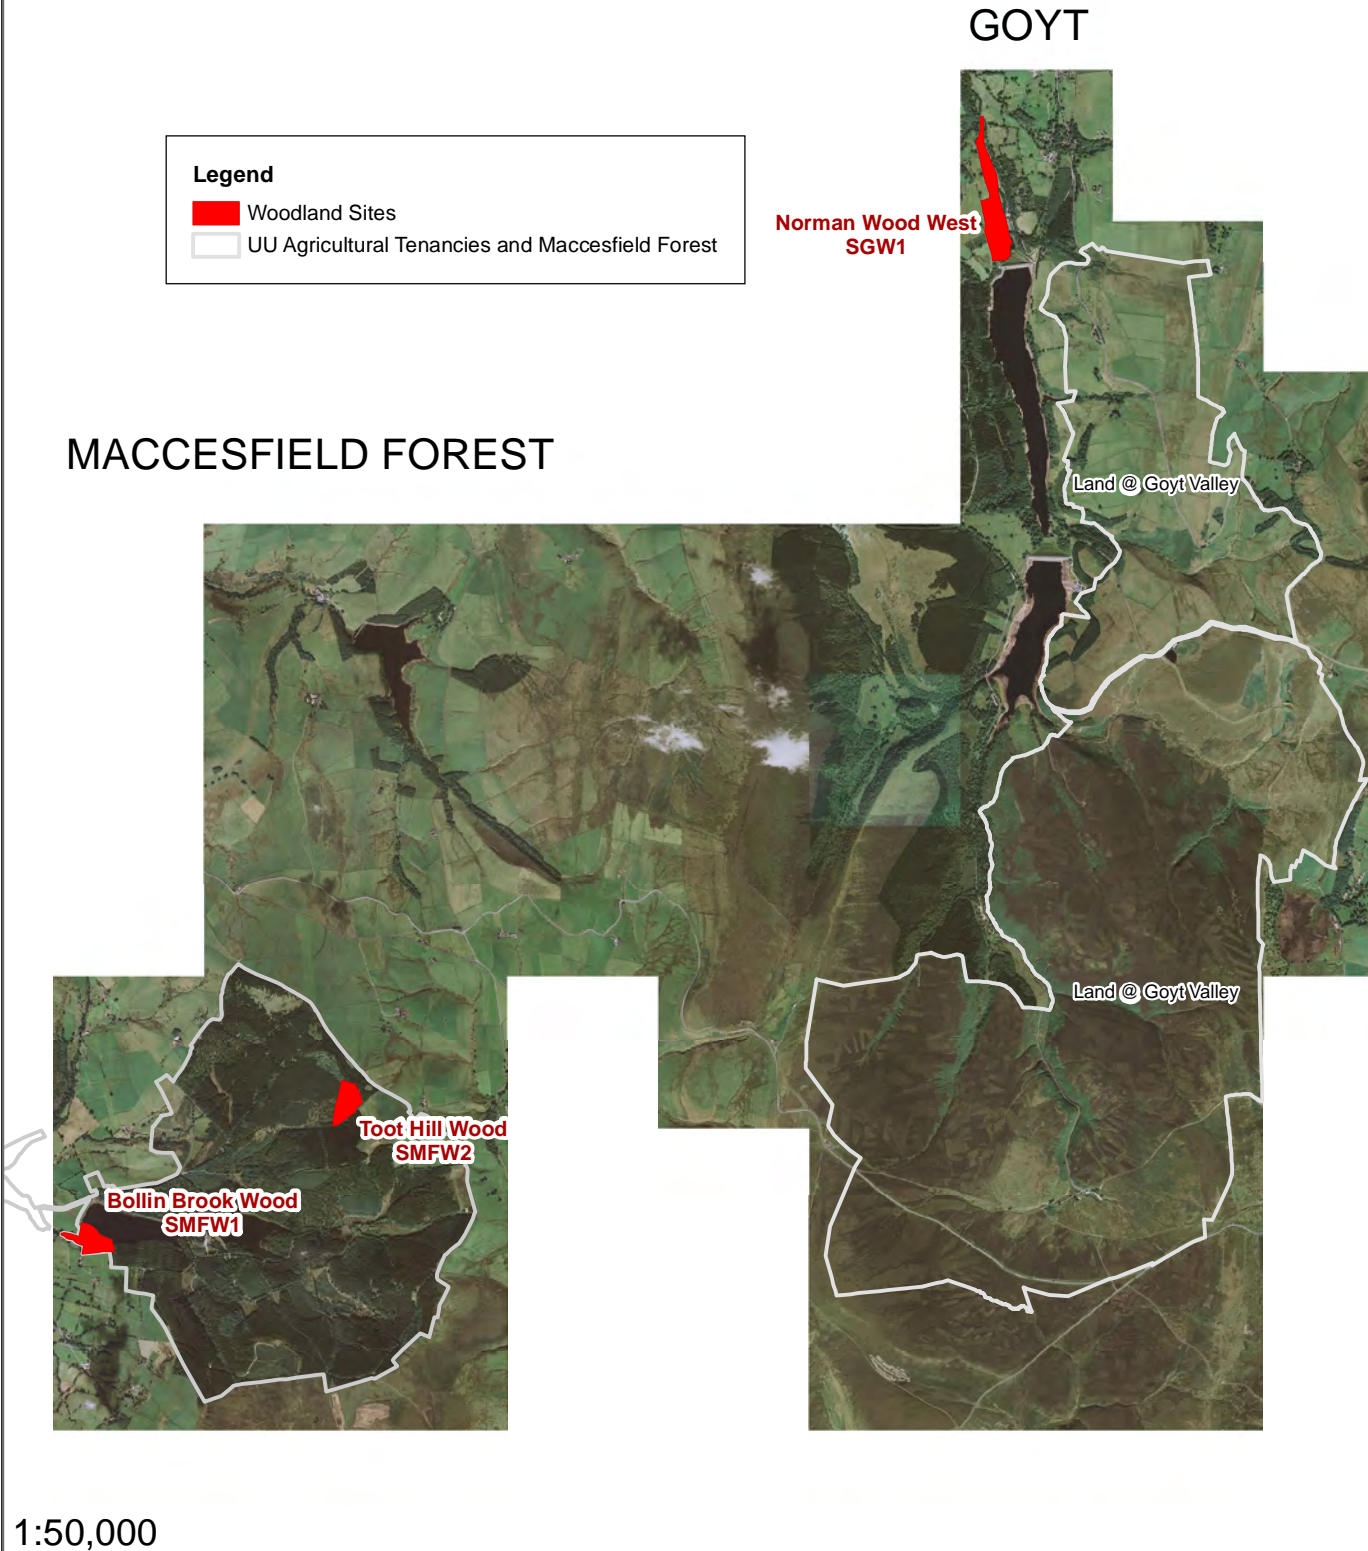 GOYT
Legend
Woodland Sites
UU Agricultural Tenancies and Maccesfield Forest
Norman Wood West
SGW1
MACCESFIELD FOREST
Land @ Goyt Valley
Land @ Goyt Valley
Toot Hill Wood
SMFW2
Bollin Brook Wood
SMFW1
1:50,000